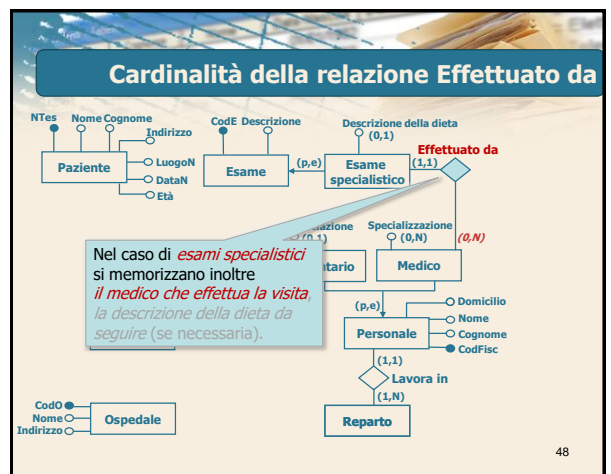 Cardinalità della relazione Effettuato da
NTes Nome Cognome
Indirizzo
LuogoN
DataN
Età
Paziente
CodE Descrizione
Esame
(p,e)
Descrizione della dieta
(0,1)
Esame
specialistico
(1,1)
Effettuato da
Specializzazione
(0,N)
(0,N)
Medico
Nel caso di esami specialistici
si memorizzano inoltre
il medico che effettua la visita,
la descrizione della dieta da
seguire (se necessaria).
(p,e)
Personale
Domicilio
Nome
Cognome
CodFisc
(1,1)
Lavora in
(1,N)
Reparto
CodO
Nome
Indirizzo
Ospedale
48